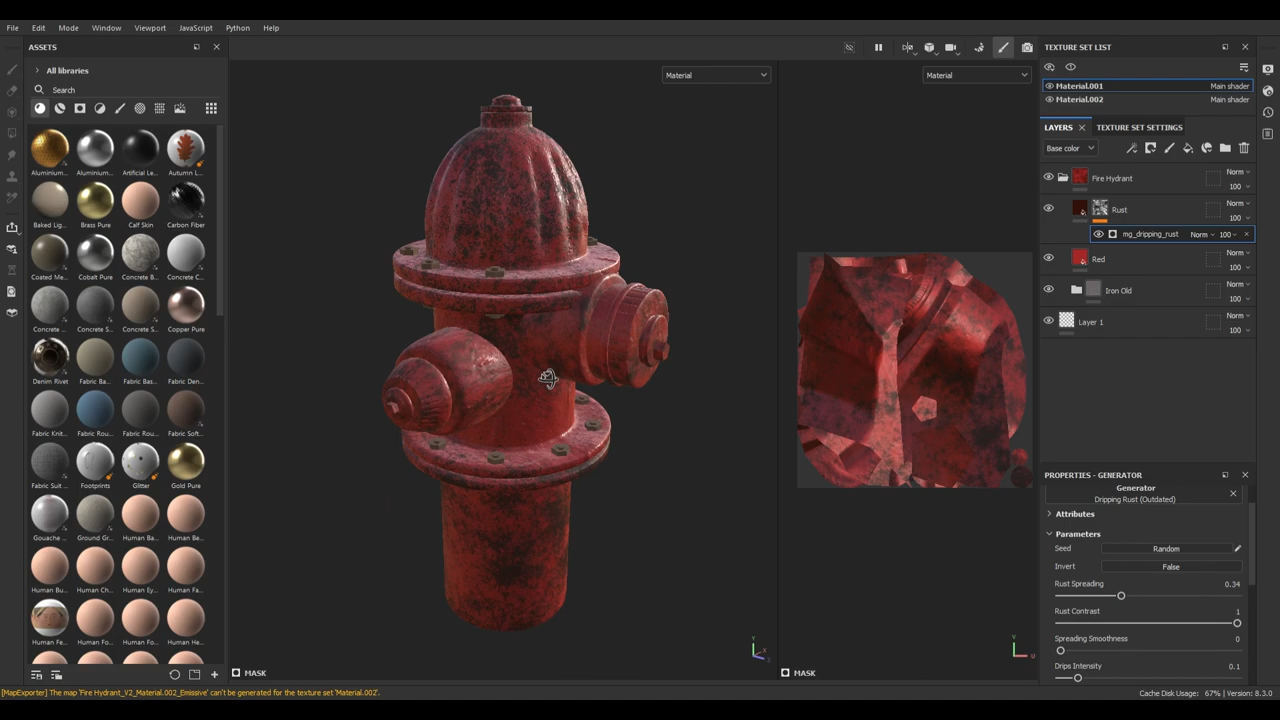 File Edit Mode Window Viewport JavaScript Python Help
ASSETS
All libraries
Search
Aluminium... Aluminium... Artificial Le... Autumn L...
Baked Lig... Brass Pure Calf Skin Carbon Fiber
Coated Me... Cobalt Pure Concrete B... Concrete C...
Concrete ... Concrete S... Concrete S... Copper Pure
Denim Rivet Fabric Ba... Fabric Bas... Fabric Den...
Fabric Knit... Fabric Rou... Fabric Rou... Fabric Soft...
Fabric Suit ... Footprints Glitter Gold Pure
Gouache ... Ground Gr... Human Ba... Human Be...
Human Bu... Human Ch... Human Ey... Human Fa...
Human Fe... Human Fo... Human Fo... Human He...
Material
Material
MASK
MASK
Y
X
Z
V
U
TEXTURE SET LIST
Material.001 Main shader
Material.002 Main shader
LAYERS TEXTURE SET SETTINGS
Base color
Fire Hydrant Norm
100
Rust Norm
100
mg_dripping_rust Norm 100
Red Norm
100
Iron Old Norm
100
Layer 1 Norm
100
PROPERTIES - GENERATOR
Generator
Dripping Rust (Outdated)
Attributes
Parameters
Seed Random
Invert False
Rust Spreading 0.34
Rust Contrast 1
Spreading Smoothness 0
Drips Intensity 0.1
[MapExporter] The map 'Fire Hydrant_V2_Material.002_Emissive' can't be generated for the texture set 'Material.002'.
Cache Disk Usage: 67% | Version: 8.3.0